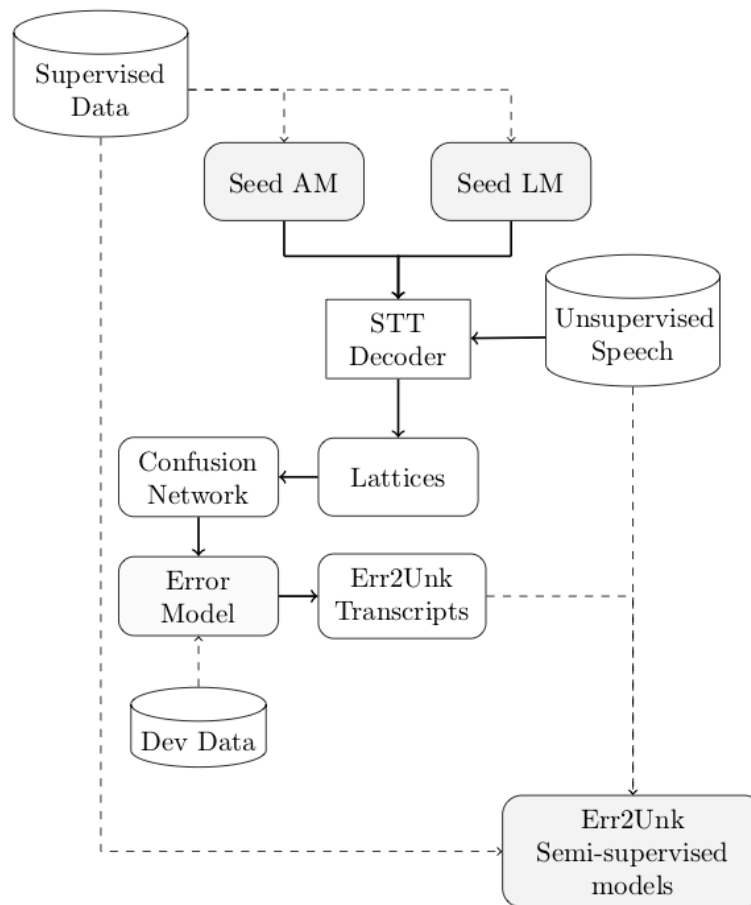 Supervised
Data
Seed AM
Seed LM
STT
Decoder
Unsupervised
Speech
Confusion
Network
Lattices
Error
Model
Err2Unk
Transcripts
Dev Data
Err2Unk
Semi-supervised
models